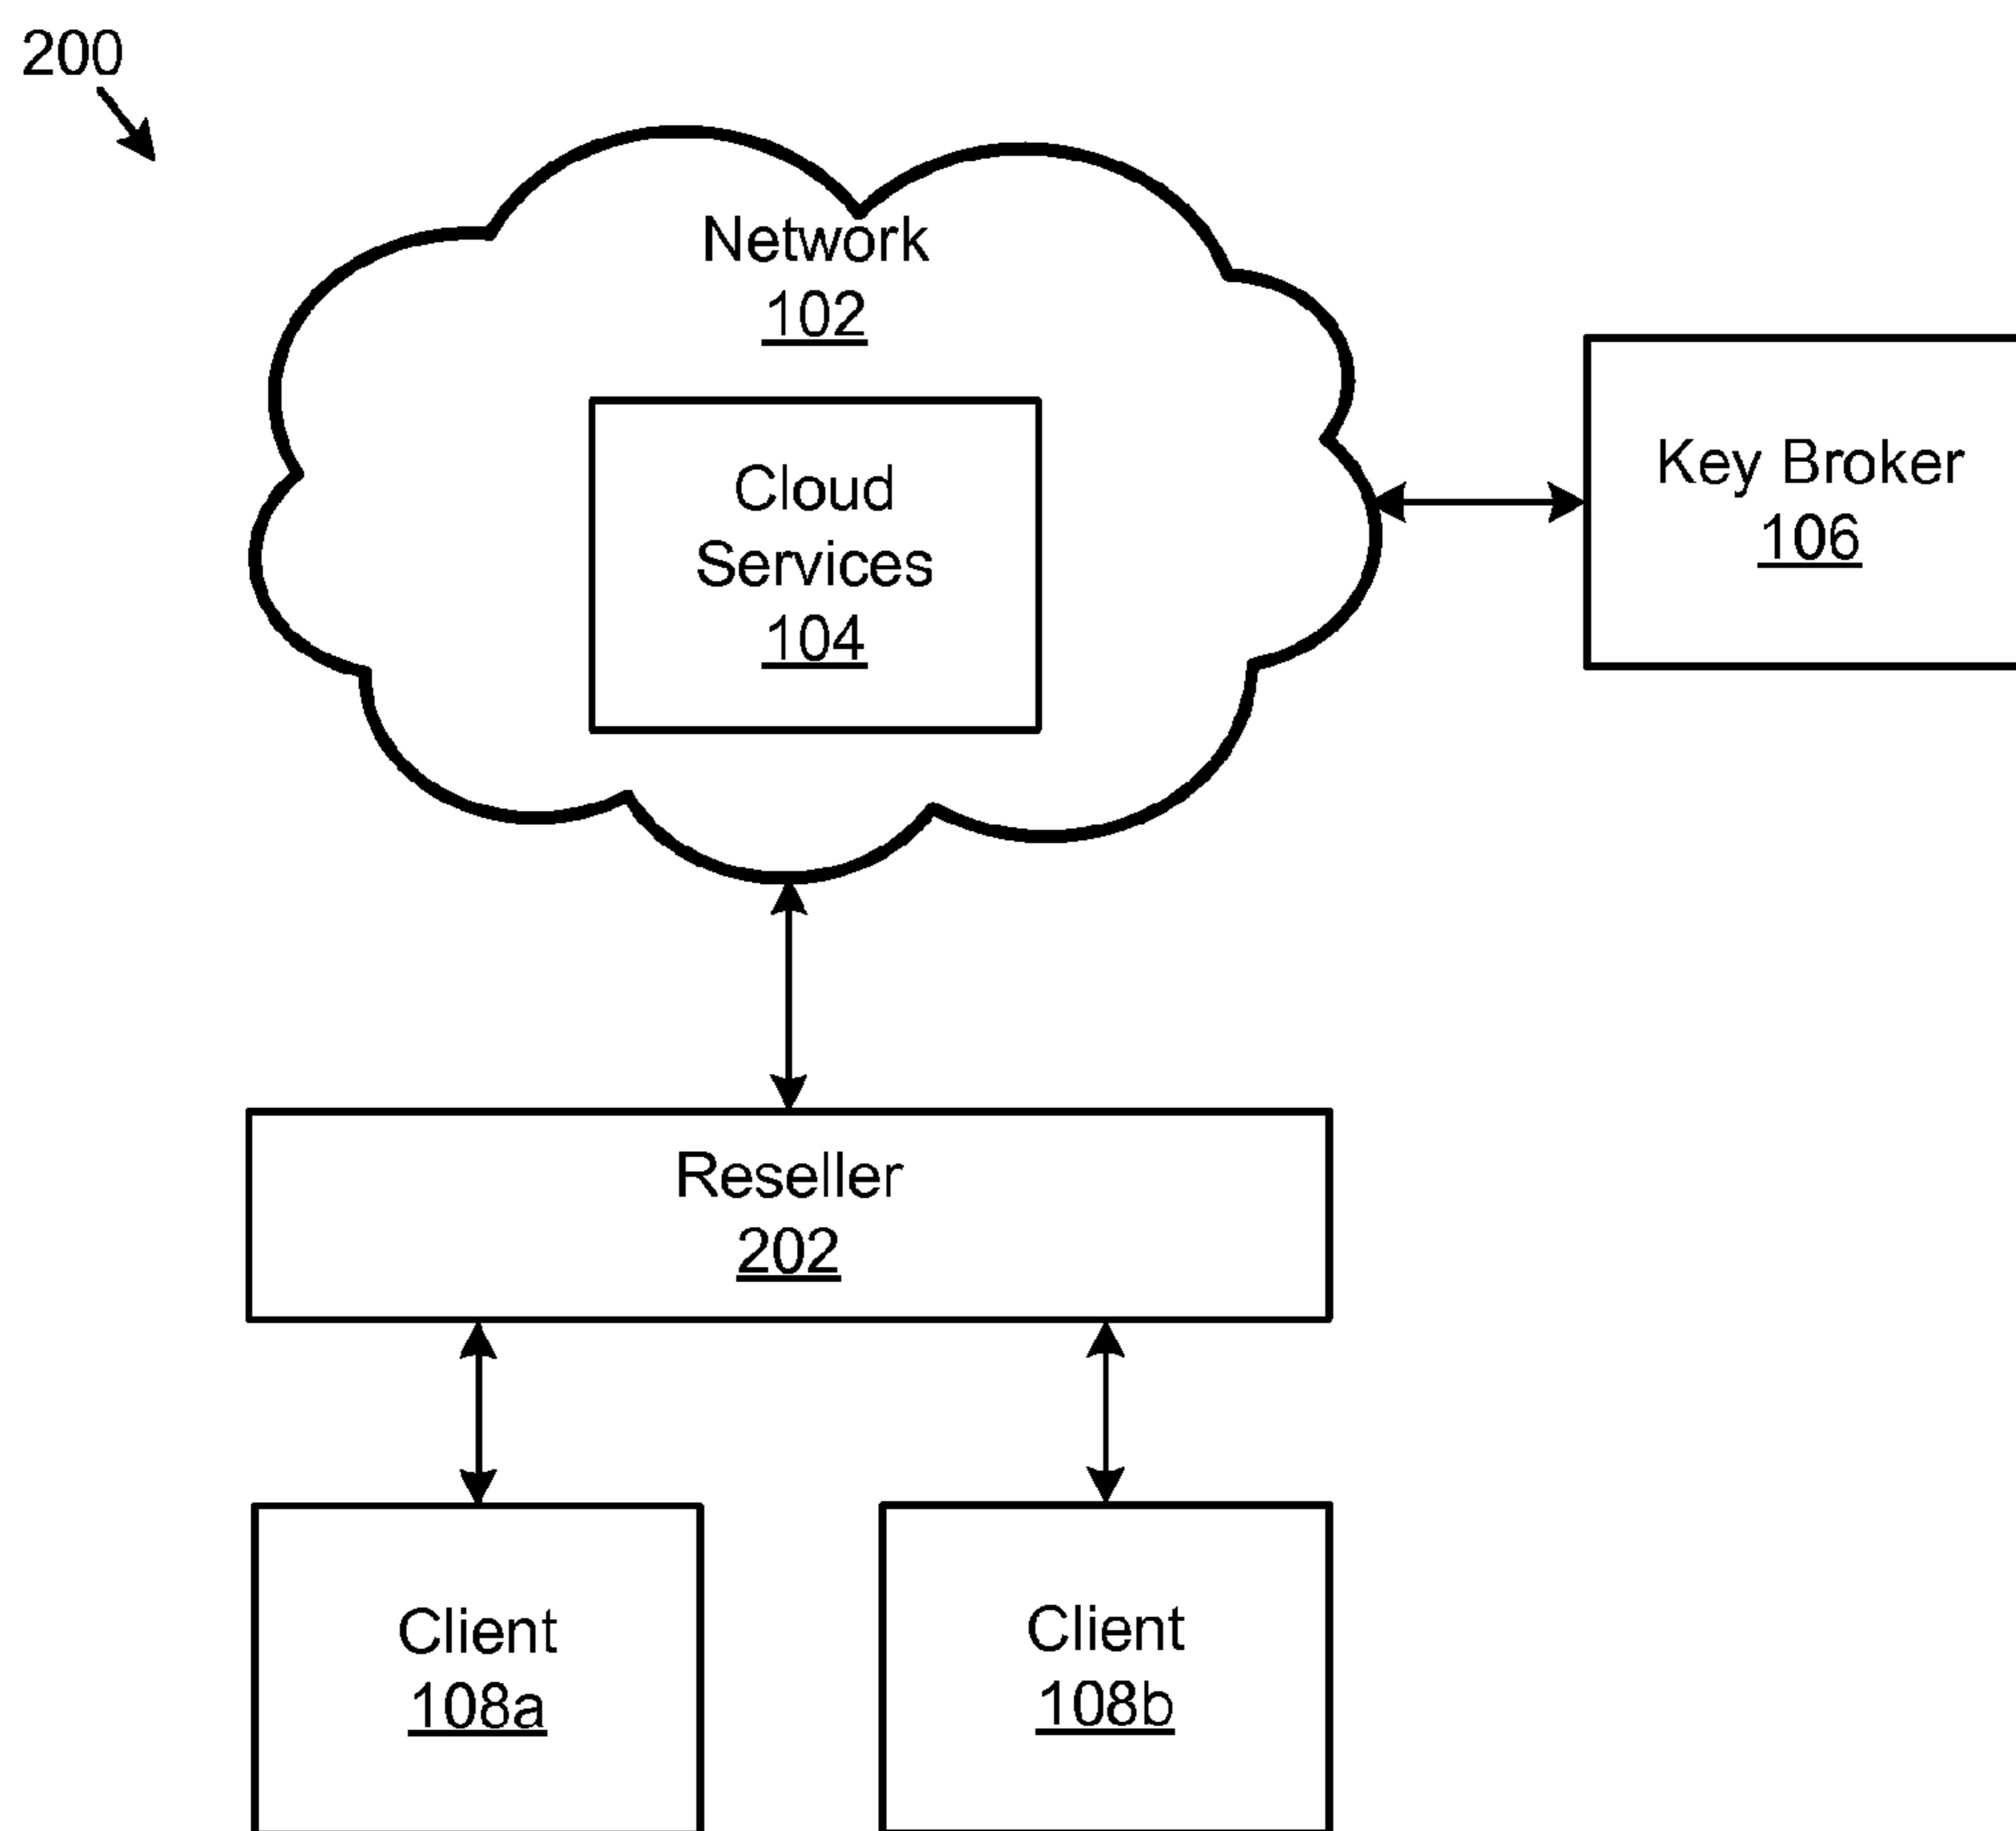 200
Network
102
Cloud
Services
104
Key Broker
106
Reseller
202
Client
108a
Client
108b